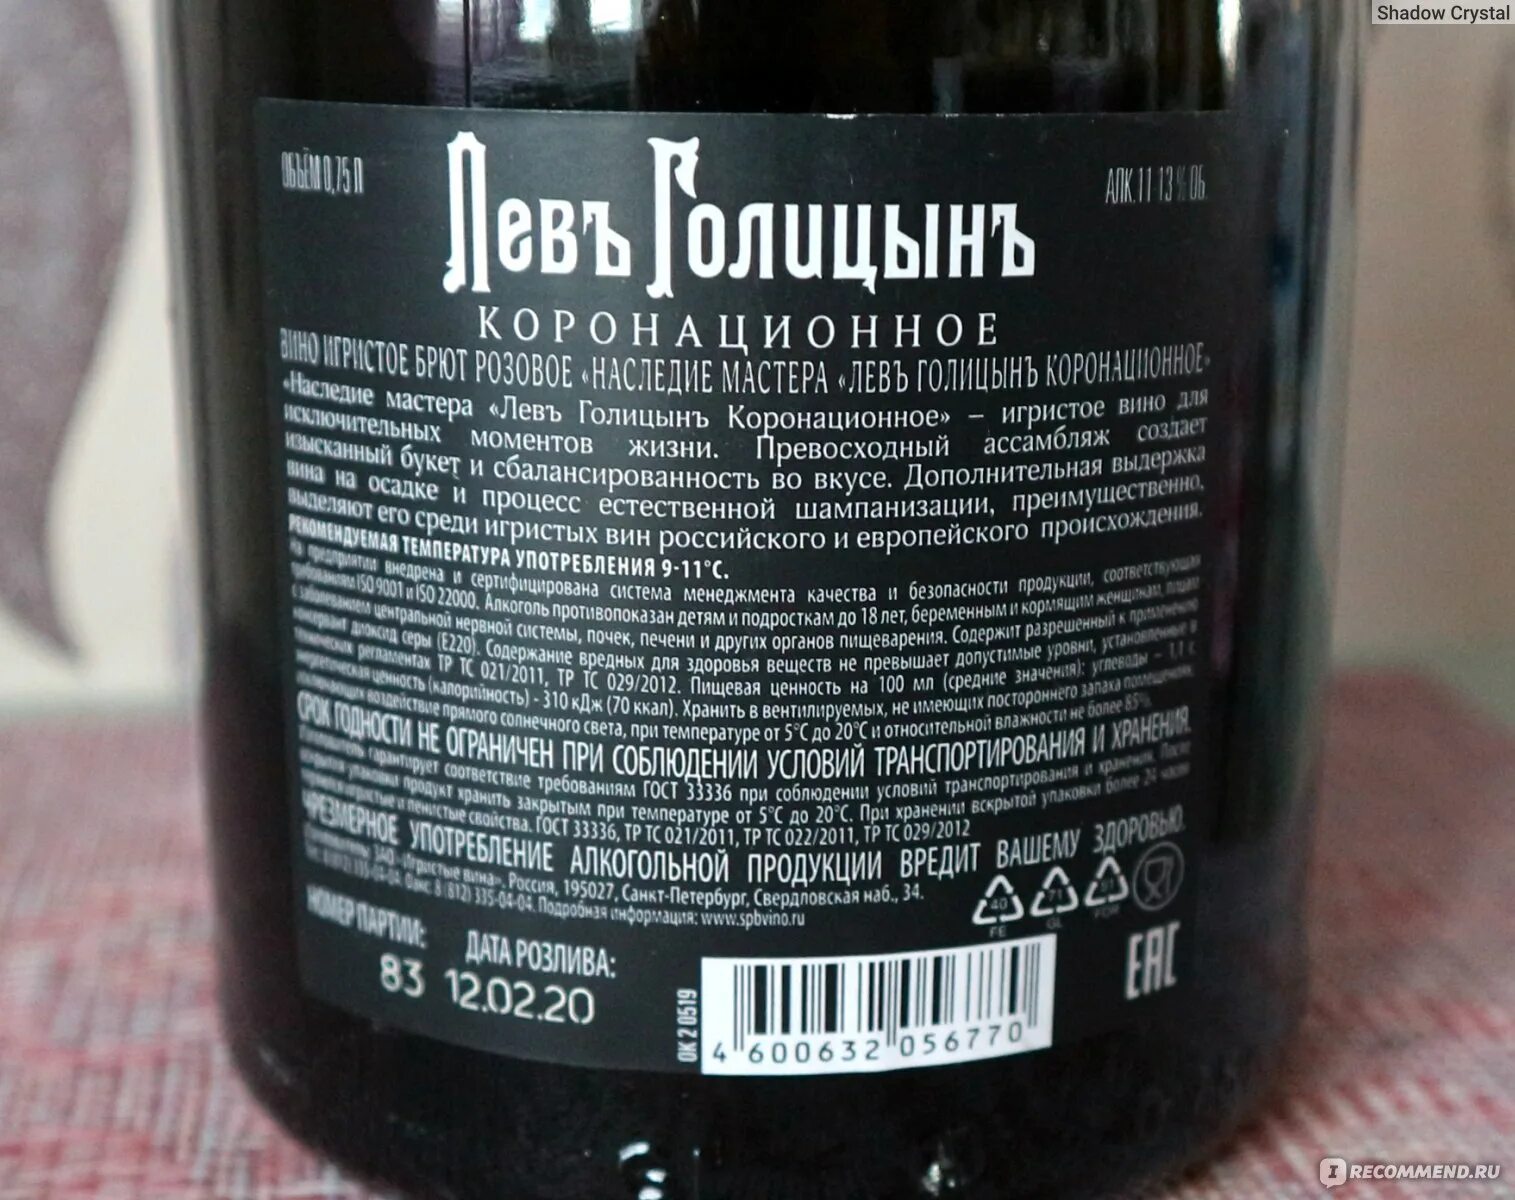 Shadow Crystal
ОБЪЁМ 0,75 Л
АЛК. 11-13 % ОБ.
Левъ Голицынъ
КОРОНАЦИОННОЕ
ВИНО ИГРИСТОЕ БРЮТ РОЗОВОЕ «НАСЛЕДИЕ МАСТЕРА «ЛЕВЪ ГОЛИЦЫНЪ КОРОНАЦИОННОЕ»
«Наследие мастера «Левъ Голицынъ Коронационное» – игристое вино для
исключительных моментов жизни. Превосходный ассамбляж создает
изысканный букет и сбалансированность во вкусе. Дополнительная выдержка
вина на осадке и процесс естественной шампанизации, преимущественно,
выделяют его среди игристых вин российского и европейского происхождения.
РЕКОМЕНДУЕМАЯ ТЕМПЕРАТУРА УПОТРЕБЛЕНИЯ 9-11°С.
на предприятии внедрена и сертифицирована система менеджмента качества и безопасности продукции, соответствующая
требованиям ISO 9001 и ISO 22000. Алкоголь противопоказан детям и подросткам до 18 лет, беременным и кормящим женщинам, лицам
с заболеванием центральной нервной системы, почек, печени и других органов пищеварения. Содержит разрешенный к применению
консервант диоксид серы (Е220). Содержание вредных для здоровья веществ не превышает допустимые уровни, установленные в
технических регламентах ТР ТС 021/2011, ТР ТС 029/2012. Пищевая ценность на 100 мл (средние значения): углеводы – 1,1 г,
энергетическая ценность (калорийность) - 310 кДж (70 ккал). Хранить в вентилируемых, не имеющих постороннего запаха помещениях,
исключающих воздействие прямого солнечного света, при температуре от 5°С до 20°С и относительной влажности не более 85%.
СРОК ГОДНОСТИ НЕ ОГРАНИЧЕН ПРИ СОБЛЮДЕНИИ УСЛОВИЙ ТРАНСПОРТИРОВАНИЯ И ХРАНЕНИЯ.
Изготовитель гарантирует соответствие требованиям ГОСТ 33336 при соблюдении условий транспортирования и хранения. После
вскрытия упаковки продукт хранить закрытым при температуре от 5°С до 20°С. При хранении вскрытой упаковки более 24 часов
игристые и пенистые свойства. ГОСТ 33336, ТР ТС 021/2011, ТР ТС 022/2011, ТР ТС 029/2012
ЧРЕЗМЕРНОЕ УПОТРЕБЛЕНИЕ АЛКОГОЛЬНОЙ ПРОДУКЦИИ ВРЕДИТ ВАШЕМУ ЗДОРОВЬЮ.
Изготовитель: ЗАО «Игристые вина», Россия, 195027, Санкт-Петербург, Свердловская наб., 34.
Тел.: 8 (812) 335-04-04. Факс: 8 (812) 335-04-04. Подробная информация: www.spbvino.ru
40
FE
71
GL
91
FOR
НОМЕР ПАРТИИ:
ДАТА РОЗЛИВА:
83 12.02.20
ОК 2 0519
4 600632 056770
EAC
IRECOMMEND.RU